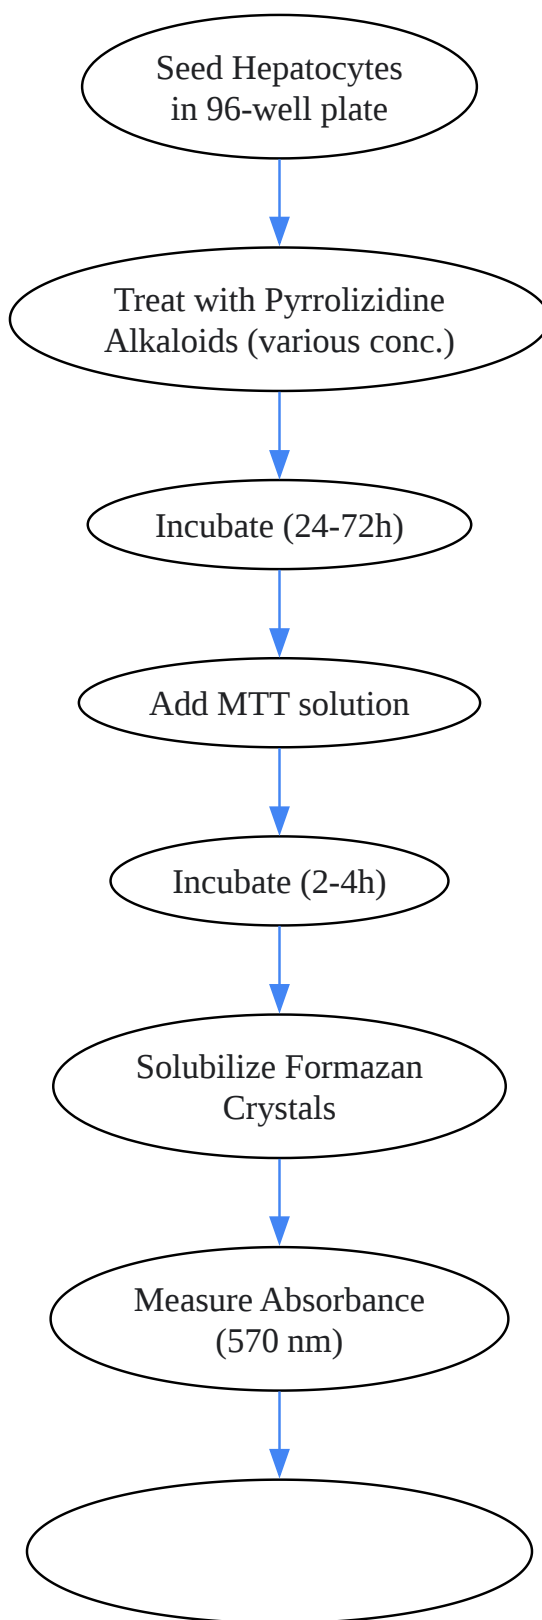 Seed Hepatocytes
in 96-well plate
Treat with Pyrrolizidine
Alkaloids (various conc.)
Incubate (24-72h)
Add MTT solution
Incubate (2-4h)
Solubilize Formazan
Crystals
Measure Absorbance
(570 nm)